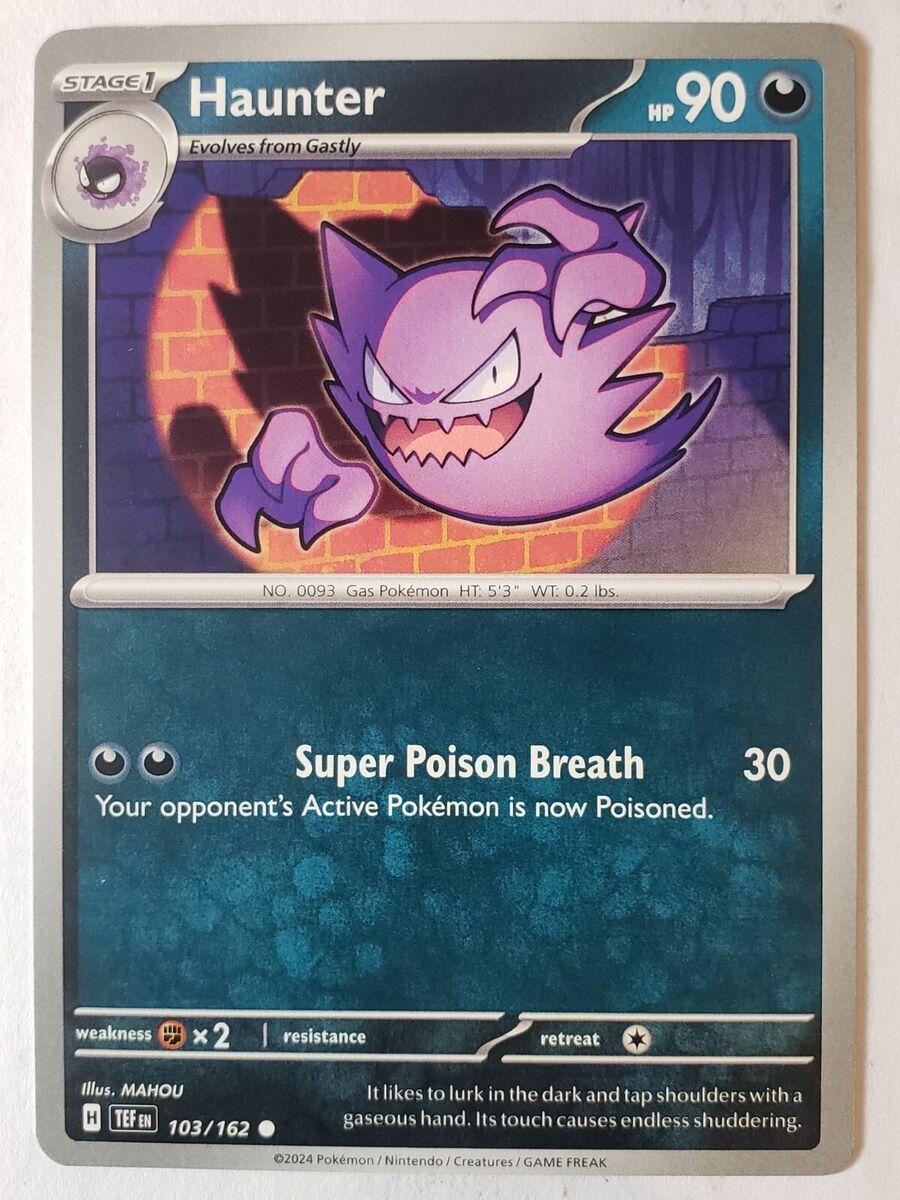 STAGE 1
Haunter
HP 90
Evolves from Gastly
NO. 0093 Gas Pokémon HT: 5'3" WT: 0.2 lbs.
Super Poison Breath 30
Your opponent's Active Pokémon is now Poisoned.
weakness ×2 | resistance retreat
Illus. MAHOU
It likes to lurk in the dark and tap shoulders with a
gaseous hand. Its touch causes endless shuddering.
H TEF EN 103/162
©2024 Pokémon / Nintendo / Creatures / GAME FREAK